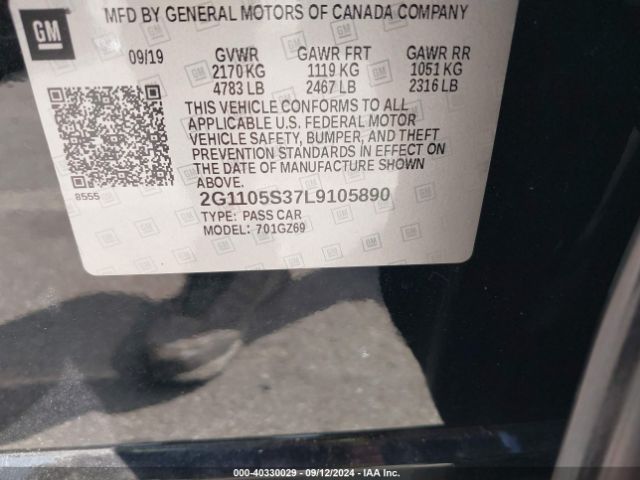 MFD BY GENERAL MOTORS OF CANADA COMPANY
GM
09/19 GVWR GAWR FRT GAWR RR
2170 KG 1119 KG 1051 KG
4783 LB 2467 LB 2316 LB
THIS VEHICLE CONFORMS TO ALL
APPLICABLE U.S. FEDERAL MOTOR
VEHICLE SAFETY, BUMPER, AND THEFT
PREVENTION STANDARDS IN EFFECT ON
THE DATE OF MANUFACTURE SHOWN
ABOVE.
8555
2G1105S37L9105890
TYPE: PASS CAR
MODEL: 701GZ69
000-40330029 - 09/12/2024 - IAA Inc.